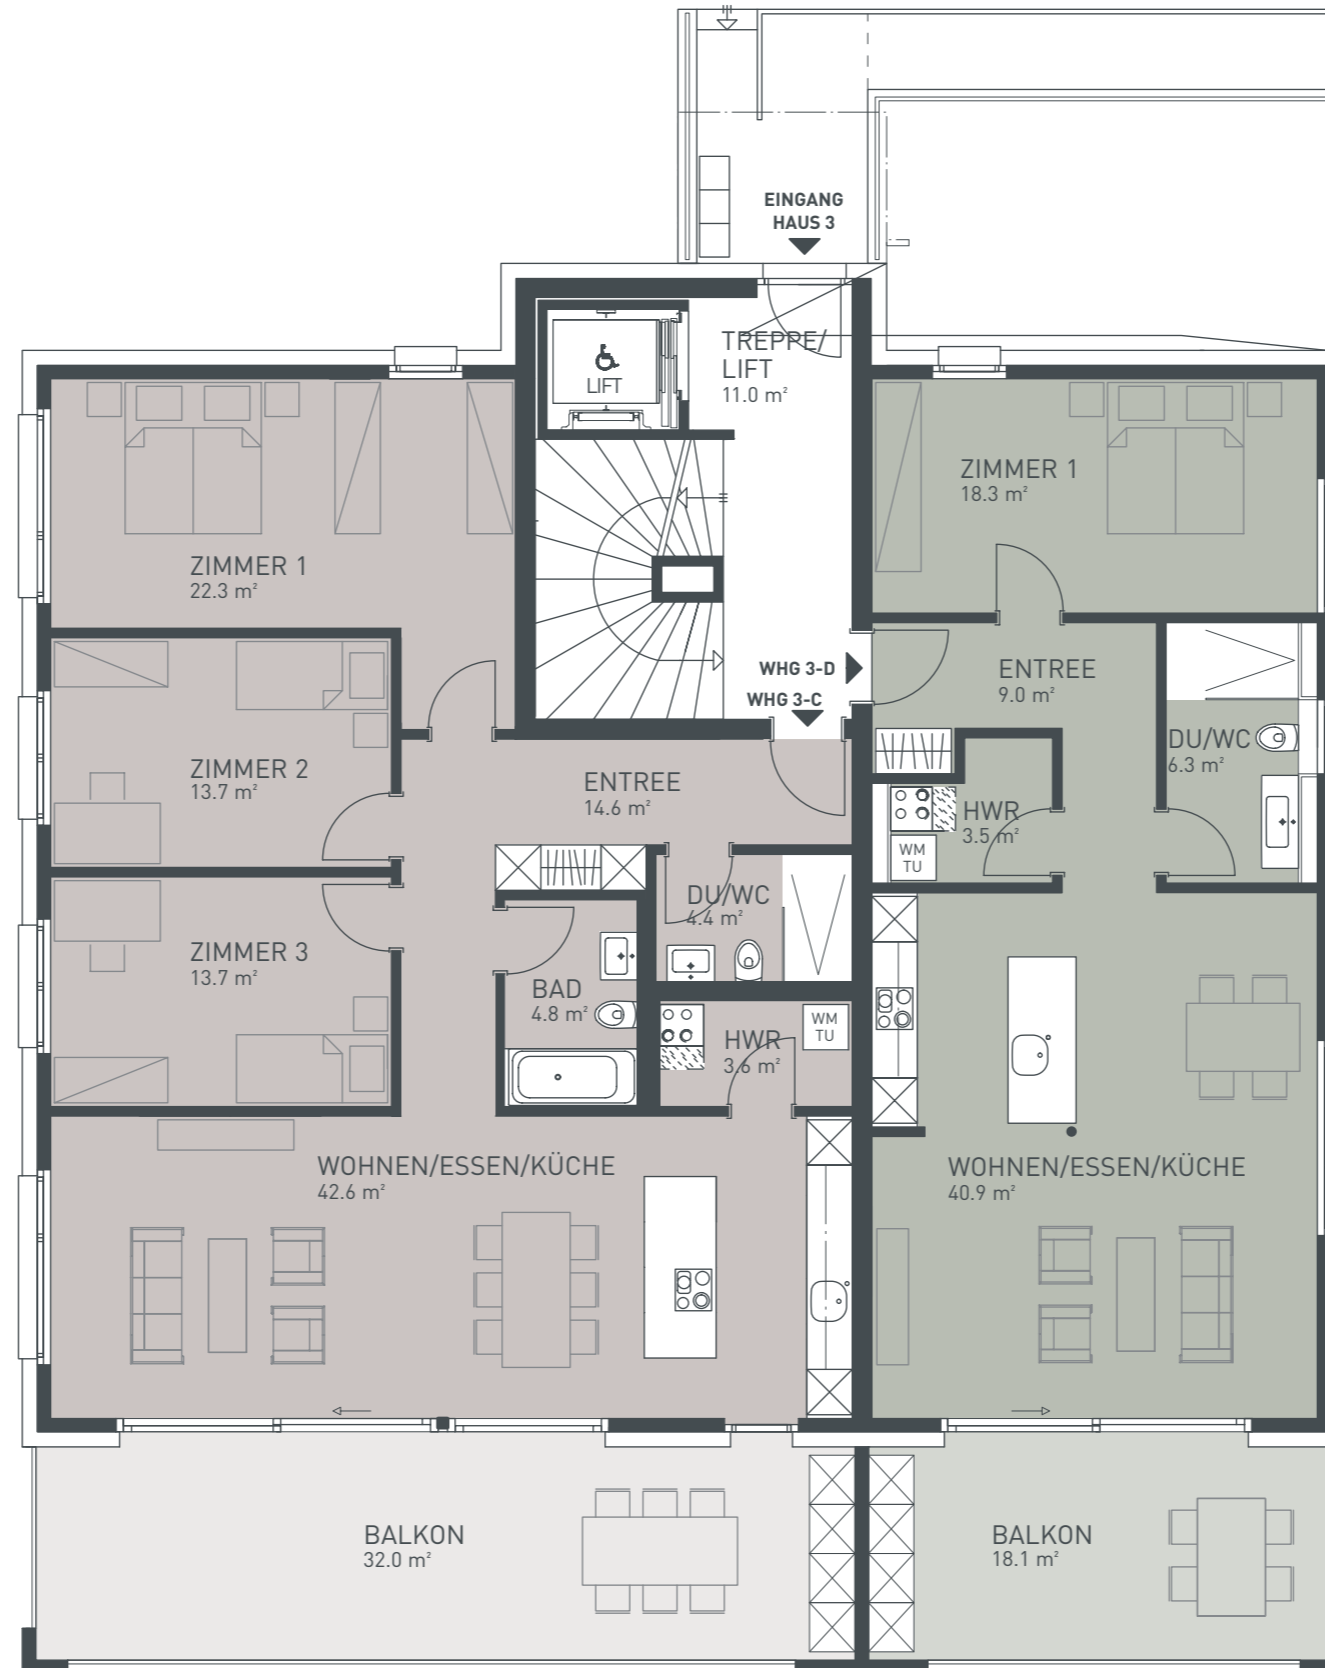 EINGANG
HAUS 3
TREPPE/
LIFT
11.0 m²
LIFT
ZIMMER 1
18.3 m²
ZIMMER 1
22.3 m²
WHG 3-D
WHG 3-C
ENTREE
9.0 m²
DU/WC
6.3 m²
ZIMMER 2
13.7 m²
ENTREE
14.6 m²
HWR
3.5 m²
WM
TU
DU/WC
4.4 m²
ZIMMER 3
13.7 m²
BAD
4.8 m²
HWR
3.6 m²
WM
TU
WOHNEN/ESSEN/KÜCHE
42.6 m²
WOHNEN/ESSEN/KÜCHE
40.9 m²
BALKON
32.0 m²
BALKON
18.1 m²